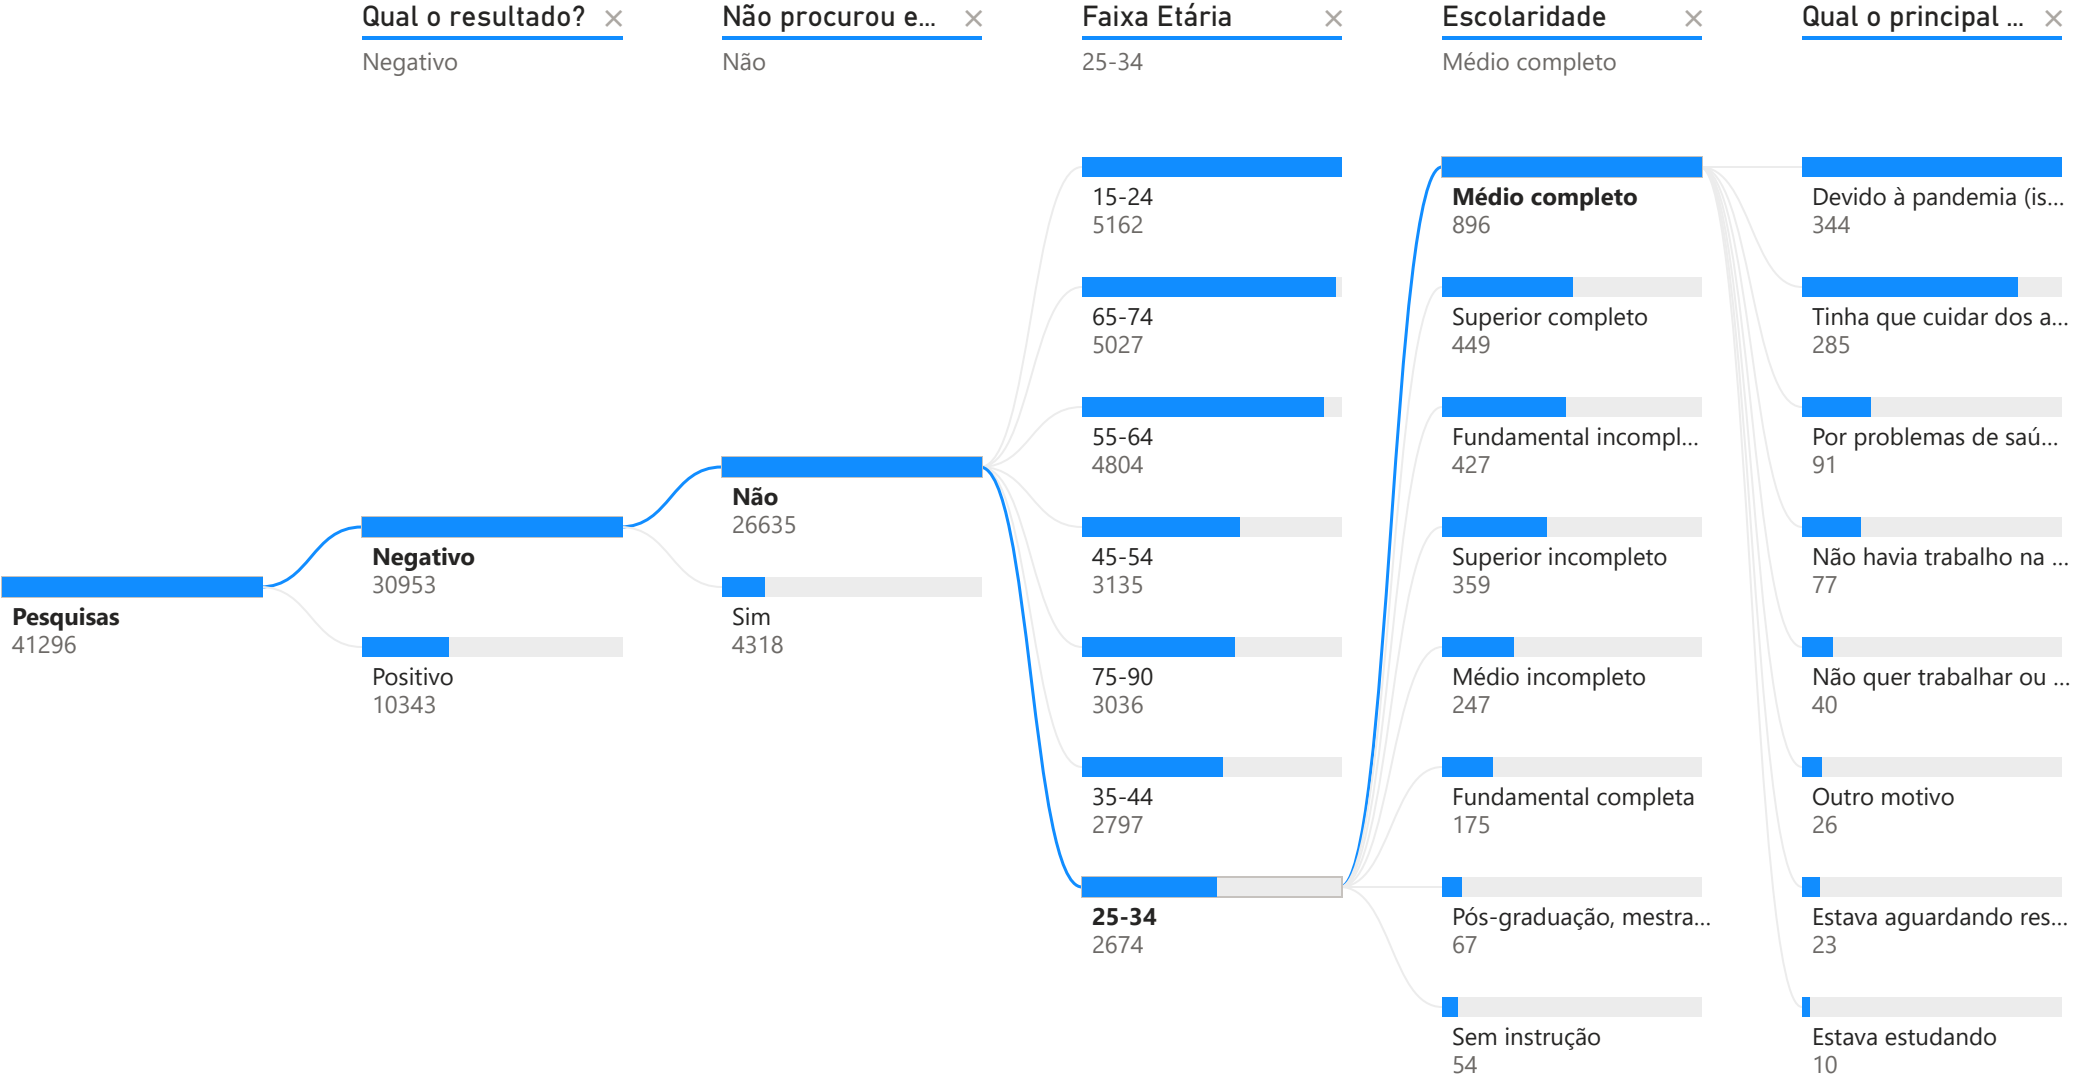 Qual o resultado? ×
Negativo
Não procurou e... ×
Não
Faixa Etária ×
25-34
Escolaridade ×
Médio completo
Qual o principal ... ×
Pesquisas
41296
Negativo
30953
Positivo
10343
Não
26635
Sim
4318
15-24
5162
65-74
5027
55-64
4804
45-54
3135
75-90
3036
35-44
2797
25-34
2674
Médio completo
896
Superior completo
449
Fundamental incompl...
427
Superior incompleto
359
Médio incompleto
247
Fundamental completa
175
Pós-graduação, mestra...
67
Sem instrução
54
Devido à pandemia (is...
344
Tinha que cuidar dos a...
285
Por problemas de saú...
91
Não havia trabalho na ...
77
Não quer trabalhar ou ...
40
Outro motivo
26
Estava aguardando res...
23
Estava estudando
10